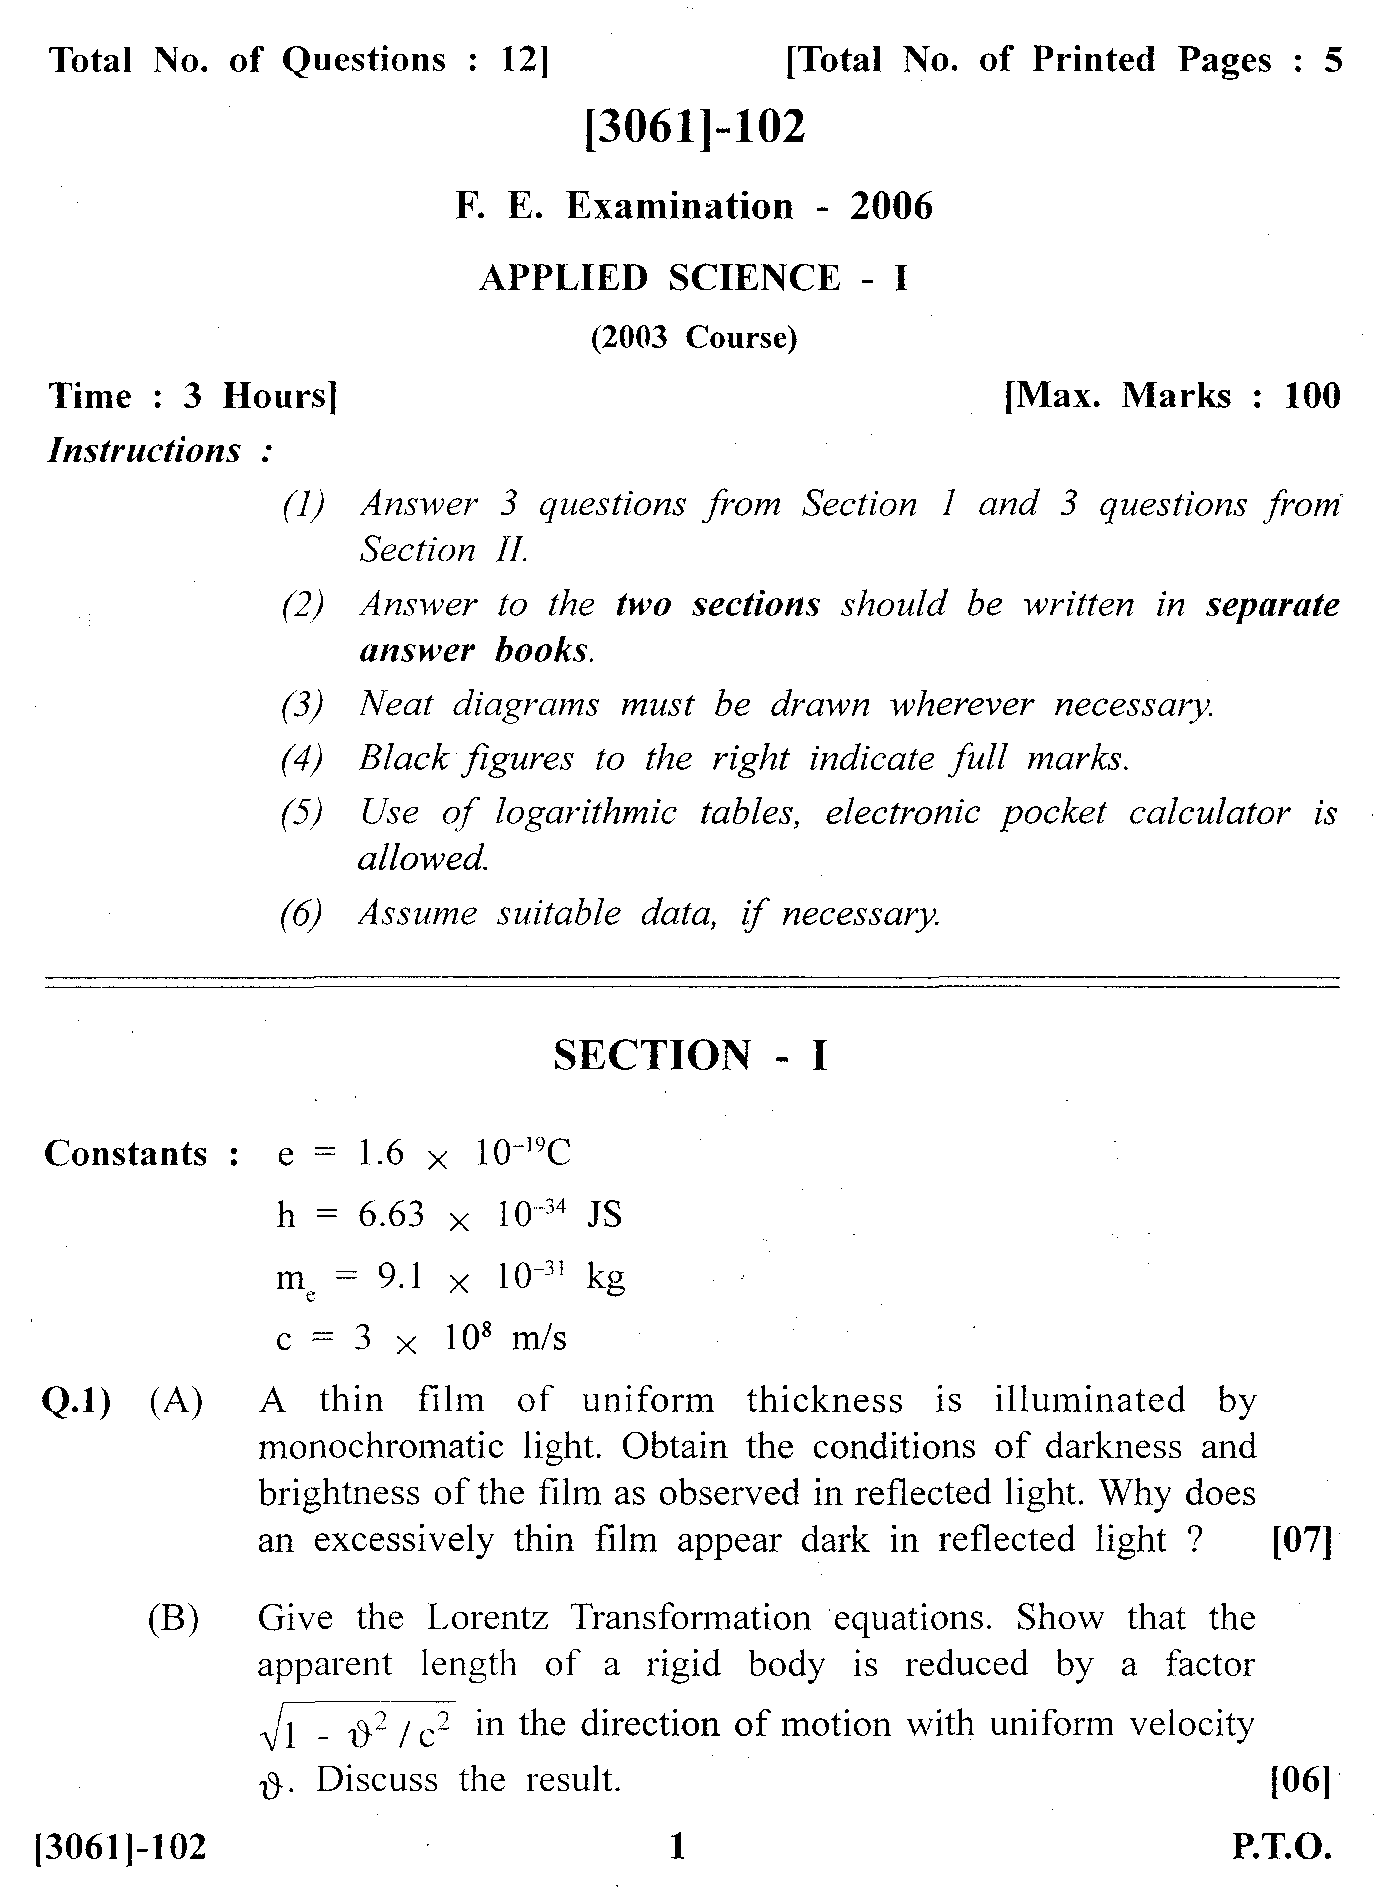 Total No. of Questions : 12] [Total No. of Printed Pages : 5
[3061]-102
F. E. Examination - 2006
APPLIED SCIENCE - I
(2003 Course)
Time : 3 Hours] [Max. Marks : 100
Instructions :
(1) Answer 3 questions from Section I and 3 questions from
Section II.
(2) Answer to the two sections should be written in separate
answer books.
(3) Neat diagrams must be drawn wherever necessary.
(4) Black figures to the right indicate full marks.
(5) Use of logarithmic tables, electronic pocket calculator is
allowed.
(6) Assume suitable data, if necessary.
SECTION - I
Constants : e = 1.6 × 10⁻¹⁹C
h = 6.63 × 10⁻³⁴ JS
mₑ = 9.1 × 10⁻³¹ kg
c = 3 × 10⁸ m/s
Q.1) (A) A thin film of uniform thickness is illuminated by
monochromatic light. Obtain the conditions of darkness and
brightness of the film as observed in reflected light. Why does
an excessively thin film appear dark in reflected light ? [07]
(B) Give the Lorentz Transformation equations. Show that the
apparent length of a rigid body is reduced by a factor
√1 - ϑ²/c² in the direction of motion with uniform velocity
ϑ. Discuss the result. [06]
[3061]-102 1 P.T.O.